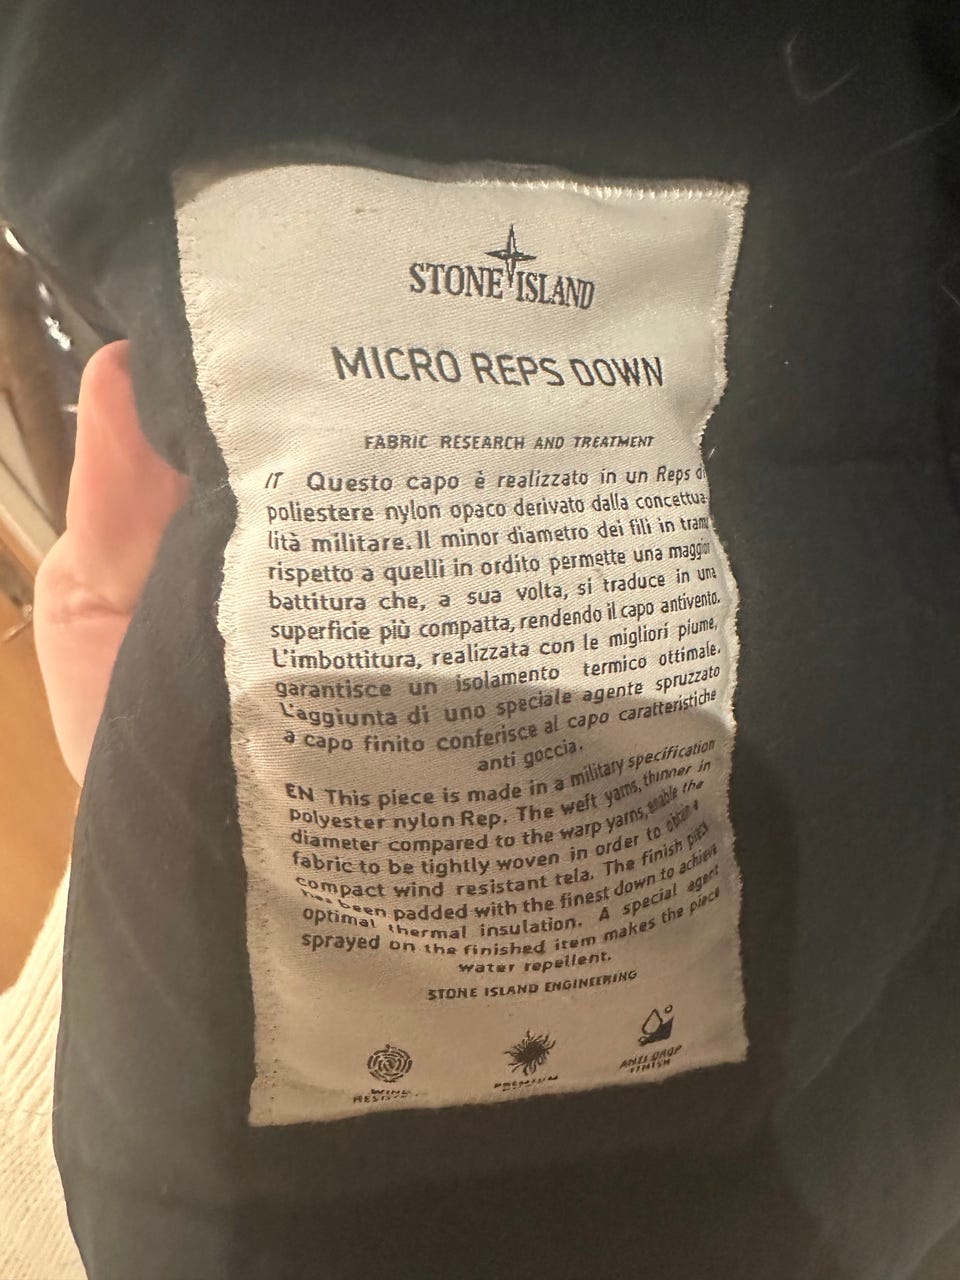 STONE ISLAND
MICRO REPS DOWN
FABRIC RESEARCH AND TREATMENT
IT Questo capo è realizzato in un Reps di
poliestere nylon opaco derivato dalla concettua-
lità militare. Il minor diametro dei fili in trama
rispetto a quelli in ordito permette una maggior
battitura che, a sua volta, si traduce in una
superficie più compatta, rendendo il capo antivento.
L'imbottitura, realizzata con le migliori piume,
garantisce un isolamento termico ottimale.
L'aggiunta di uno speciale agente spruzzato
a capo finito conferisce al capo caratteristiche
anti goccia.
EN This piece is made in a military specification
polyester nylon Rep. The weft yarns, thinner in
diameter compared to the warp yarns, enable the
fabric to be tightly woven in order to obtain a
compact wind resistant tela. The finish piece
has been padded with the finest down to achieve
optimal thermal insulation. A special agent
sprayed on the finished item makes the piece
water repellent.
STONE ISLAND ENGINEERING
WIND PREMIUM ANTI DROP
FINISH